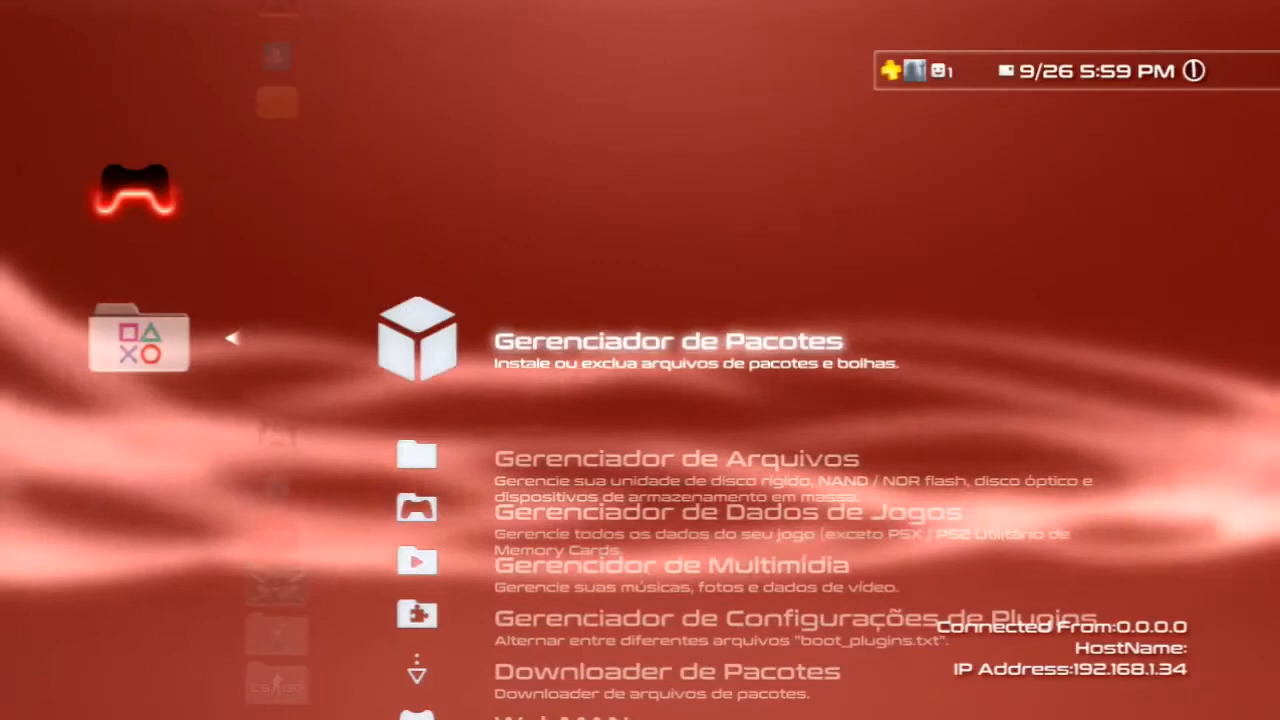 1 9/26 5:59 PM
Gerenciador de Pacotes
Instale ou exclua arquivos de pacotes e bolhas.
Gerenciador de Arquivos
Gerencie sua unidade de disco rígido, NAND / NOR flash, disco óptico e
dispositivos de armazenamento em massa.
Gerenciador de Dados de Jogos
Gerencie todos os dados do seu jogo (exceto PSX / PS2 Utilitário de
Memory Cards.
Gerencidor de Multimídia
Gerencie suas músicas, fotos e dados de vídeo.
Gerenciador de Configurações de Plugins
Alternar entre diferentes arquivos "boot_plugins.txt".
Connected From:0.0.0.0
HostName:
IP Address:192.168.1.34
Downloader de Pacotes
Downloader de arquivos de pacotes.